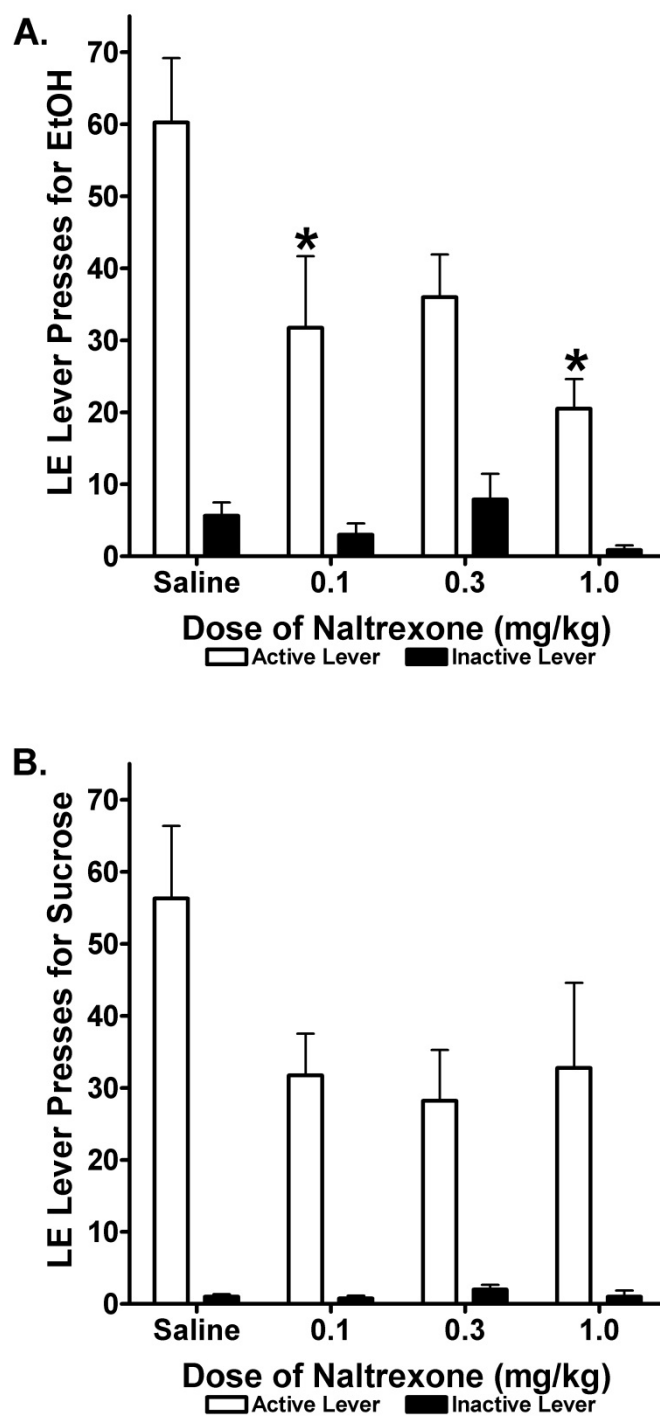 A.
LE Lever Presses for EtOH
70
60
50
40
30
20
10
0
*
*
Saline 0.1 0.3 1.0
Dose of Naltrexone (mg/kg)
Active Lever Inactive Lever
B.
LE Lever Presses for Sucrose
70
60
50
40
30
20
10
0
Saline 0.1 0.3 1.0
Dose of Naltrexone (mg/kg)
Active Lever Inactive Lever